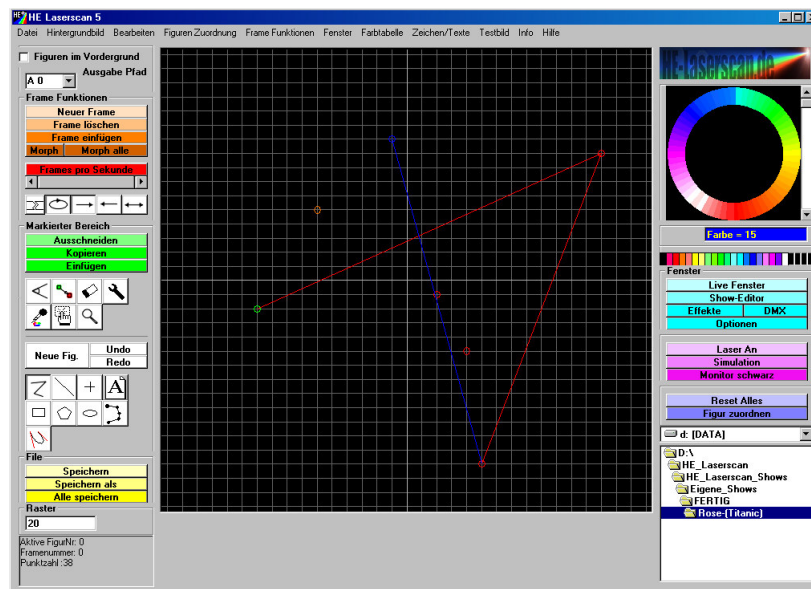 HE Laserscan 5
Datei Hintergrundbild Bearbeiten Figuren Zuordnung Frame Funktionen Fenster Farbtabelle Zeichen/Texte Testbild Info Hilfe
Figuren im Vordergrund
A 0
Ausgabe Pfad
Frame Funktionen
Neuer Frame
Frame löschen
Frame einfügen
Morph Morph alle
Frames pro Sekunde
Markierter Bereich
Ausschneiden
Kopieren
Einfügen
Neue Fig.
Undo
Redo
A
File
Speichern
Speichern als
Alle speichern
Raster
20
Aktive FigurNr: 0
Framenummer: 0
Punktzahl :38
HE-laserscan.de
Farbe = 15
Fenster
Live Fenster
Show-Editor
Effekte DMX
Optionen
Laser An
Simulation
Monitor schwarz
Reset Alles
Figur zuordnen
d: [DATA]
D:\
HE_Laserscan
HE_Laserscan_Shows
Eigene_Shows
FERTIG
Rose-(Titanic)